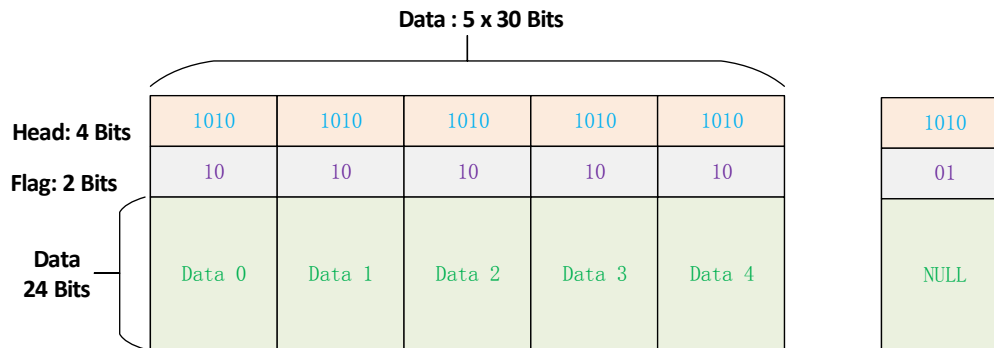 Data : 5 x 30 Bits
Head: 4 Bits
1010 1010 1010 1010 1010 1010
Flag: 2 Bits
10 10 10 10 10 01
Data
24 Bits
Data 0 Data 1 Data 2 Data 3 Data 4 NULL